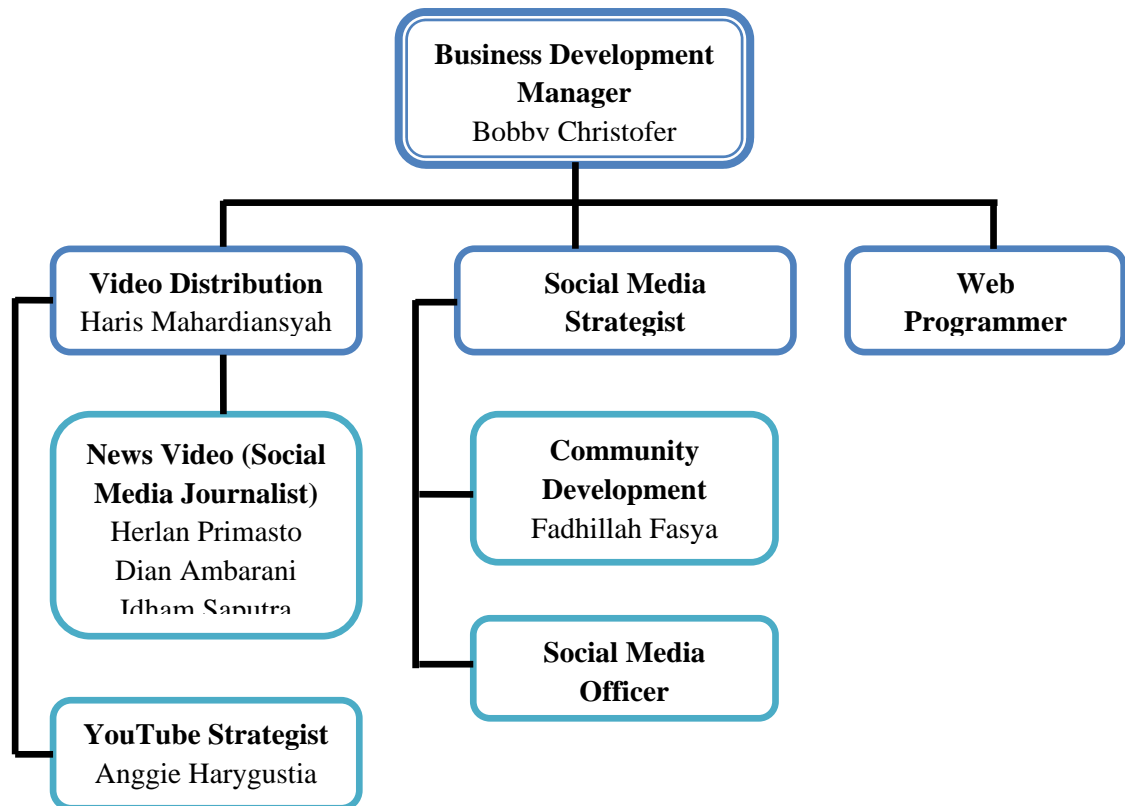 Business Development
Manager
Bobby Christofer
Video Distribution
Haris Mahardiansyah
Social Media
Strategist
Web
Programmer
News Video (Social
Media Journalist)
Herlan Primasto
Dian Ambarani
Idham Saputra
Community
Development
Fadhillah Fasya
Social Media
Officer
YouTube Strategist
Anggie Harygustia